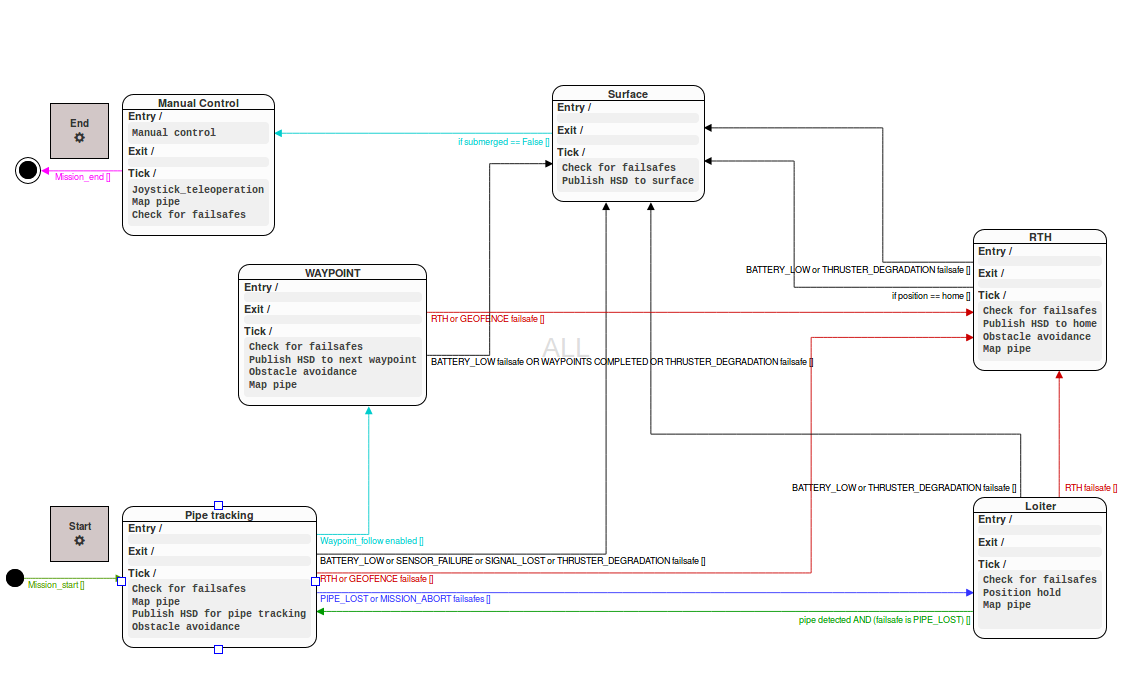 Manual Control
Entry /
Manual control
Exit /
Tick /
Joystick_teleoperation
Map pipe
Check for failsafes
End
Mission_end []
Surface
Entry /
Exit /
Tick /
Check for failsafes
Publish HSD to surface
if submerged == False []
WAYPOINT
Entry /
Exit /
Tick /
Check for failsafes
Publish HSD to next waypoint
Obstacle avoidance
Map pipe
RTH or GEOFENCE failsafe []
ALL
BATTERY_LOW failsafe OR WAYPOINTS COMPLETED OR THRUSTER_DEGRADATION failsafe []
RTH
Entry /
Exit /
Tick /
Check for failsafes
Publish HSD to home
Obstacle avoidance
Map pipe
BATTERY_LOW or THRUSTER_DEGRADATION failsafe []
if position == home []
Start
Mission_start []
Pipe tracking
Entry /
Exit /
Tick /
Check for failsafes
Map pipe
Publish HSD for pipe tracking
Obstacle avoidance
Waypoint_follow enabled []
BATTERY_LOW or SENSOR_FAILURE or SIGNAL_LOST or THRUSTER_DEGRADATION failsafe []
RTH or GEOFENCE failsafe []
PIPE_LOST or MISSION_ABORT failsafes []
BATTERY_LOW or THRUSTER_DEGRADATION failsafe []
RTH failsafe []
Loiter
Entry /
Exit /
Tick /
Check for failsafes
Position hold
Map pipe
pipe detected AND (failsafe is PIPE_LOST) []